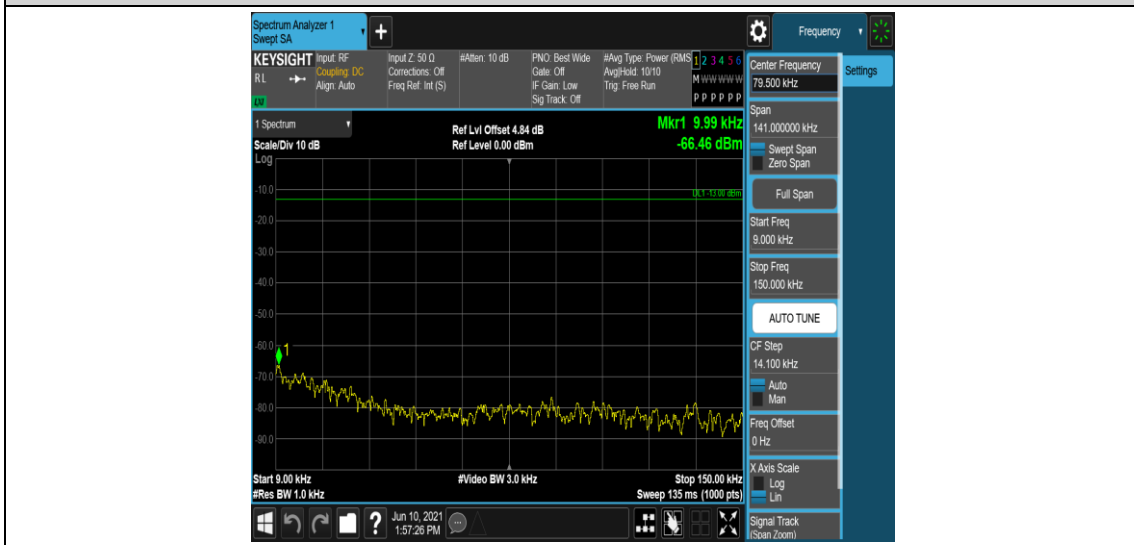 Spectrum Analyzer 1
Swept SA
Frequency
KEYSIGHT
RL
LXI
Input: RF
Coupling: DC
Align: Auto
Input Z: 50 Ω
Corrections: Off
Freq Ref: Int (S)
#Atten: 10 dB
PNO: Best Wide
Gate: Off
IF Gain: Low
Sig Track: Off
#Avg Type: Power (RMS
Avg|Hold: 10/10
Trig: Free Run
1 2 3 4 5 6
M W W W W W
P P P P P P
1 Spectrum
Scale/Div 10 dB
Ref Lvl Offset 4.84 dB
Ref Level 0.00 dBm
Mkr1 9.99 kHz
-66.46 dBm
Log
DL1 -13.00 dBm
-10.0
-20.0
-30.0
-40.0
-50.0
-60.0
1
-70.0
-80.0
-90.0
Start 9.00 kHz
#Video BW 3.0 kHz
Stop 150.00 kHz
#Res BW 1.0 kHz
Sweep 135 ms (1000 pts)
Jun 10, 2021
1:57:26 PM
?
Center Frequency
79.500 kHz
Settings
Span
141.000000 kHz
Swept Span
Zero Span
Full Span
Start Freq
9.000 kHz
Stop Freq
150.000 kHz
AUTO TUNE
CF Step
14.100 kHz
Auto
Man
Freq Offset
0 Hz
X Axis Scale
Log
Lin
Signal Track
(Span Zoom)